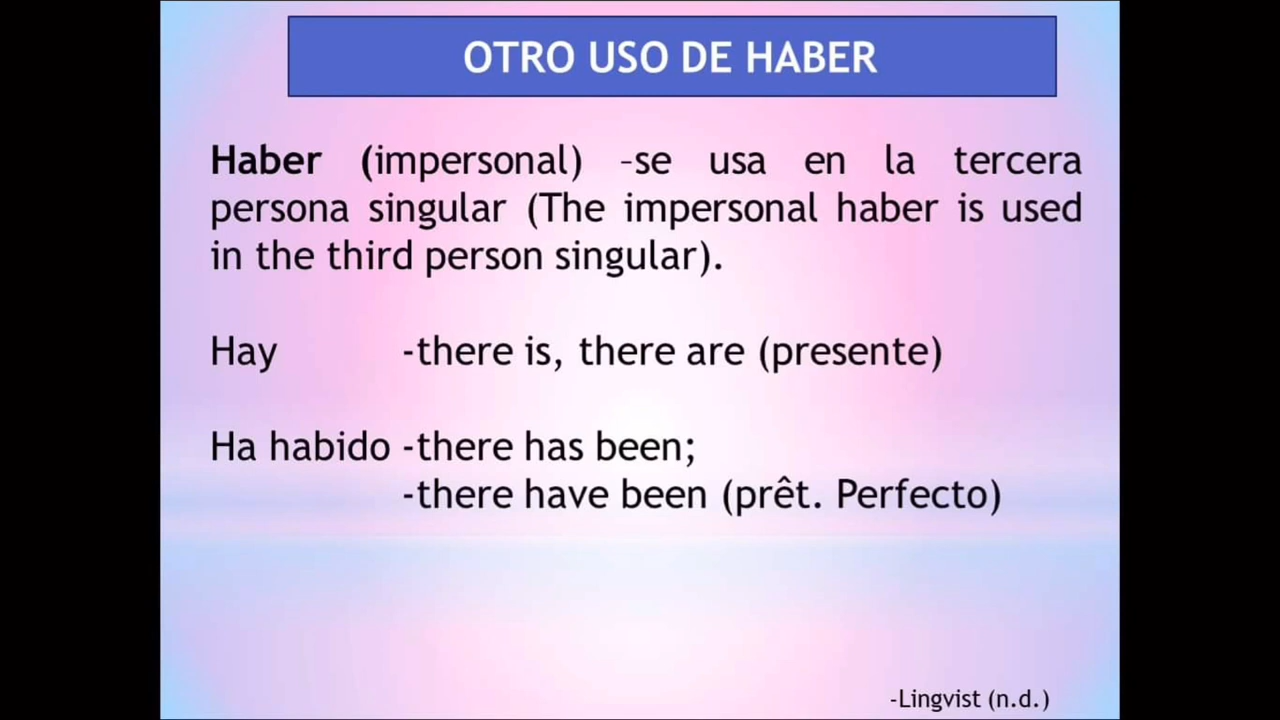 OTRO USO DE HABER
Haber (impersonal) –se usa en la tercera
persona singular (The impersonal haber is used
in the third person singular).
Hay -there is, there are (presente)
Ha habido -there has been;
-there have been (prêt. Perfecto)
-Lingvist (n.d.)